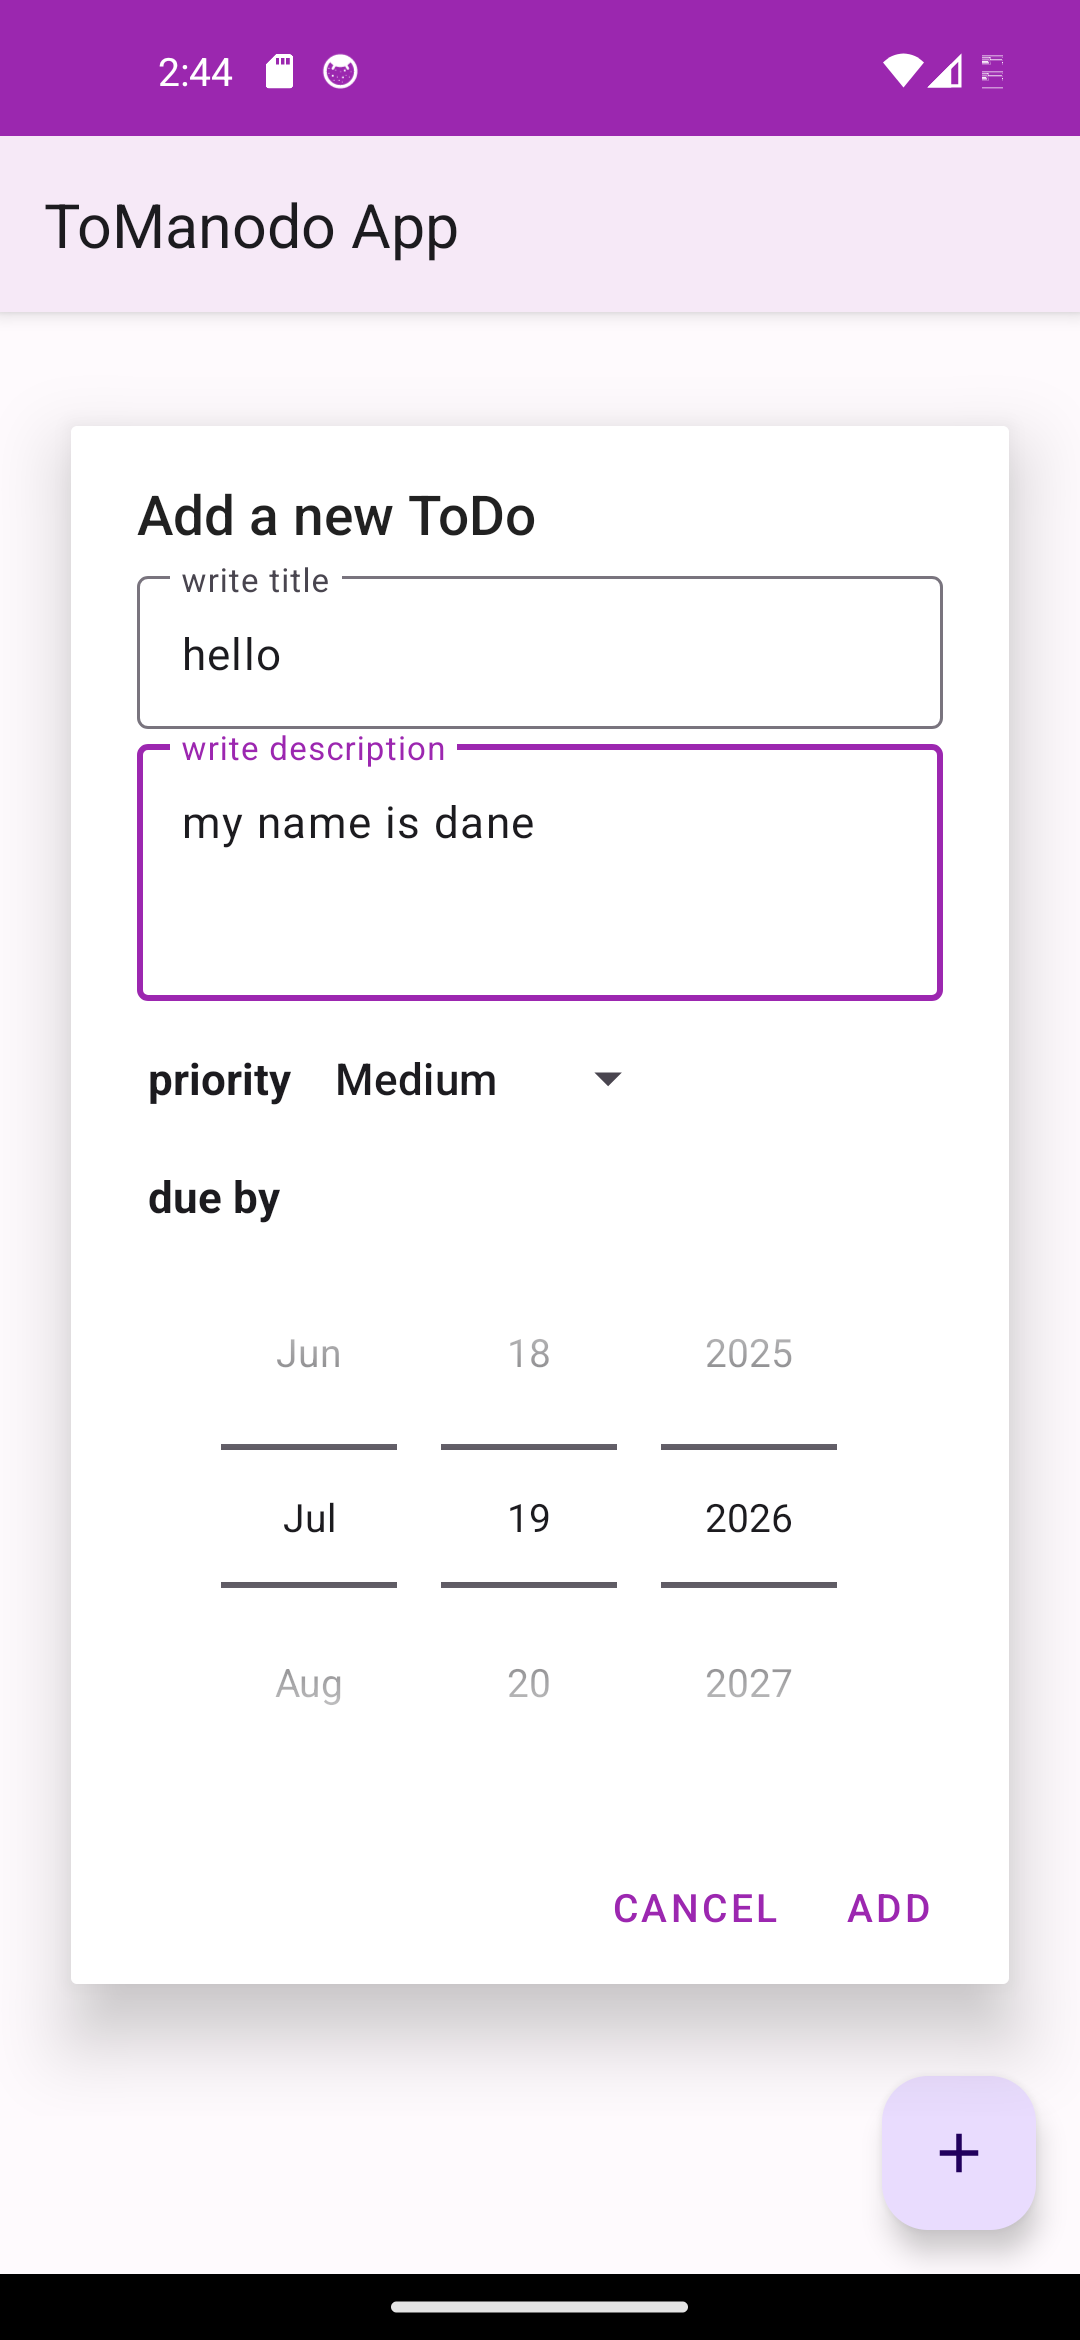 2:44
ToManodo App
Add a new ToDo
write title
hello
write description
my name is dane
priority Medium
due by
Jun 18 2025
Jul 19 2026
Aug 20 2027
CANCEL ADD